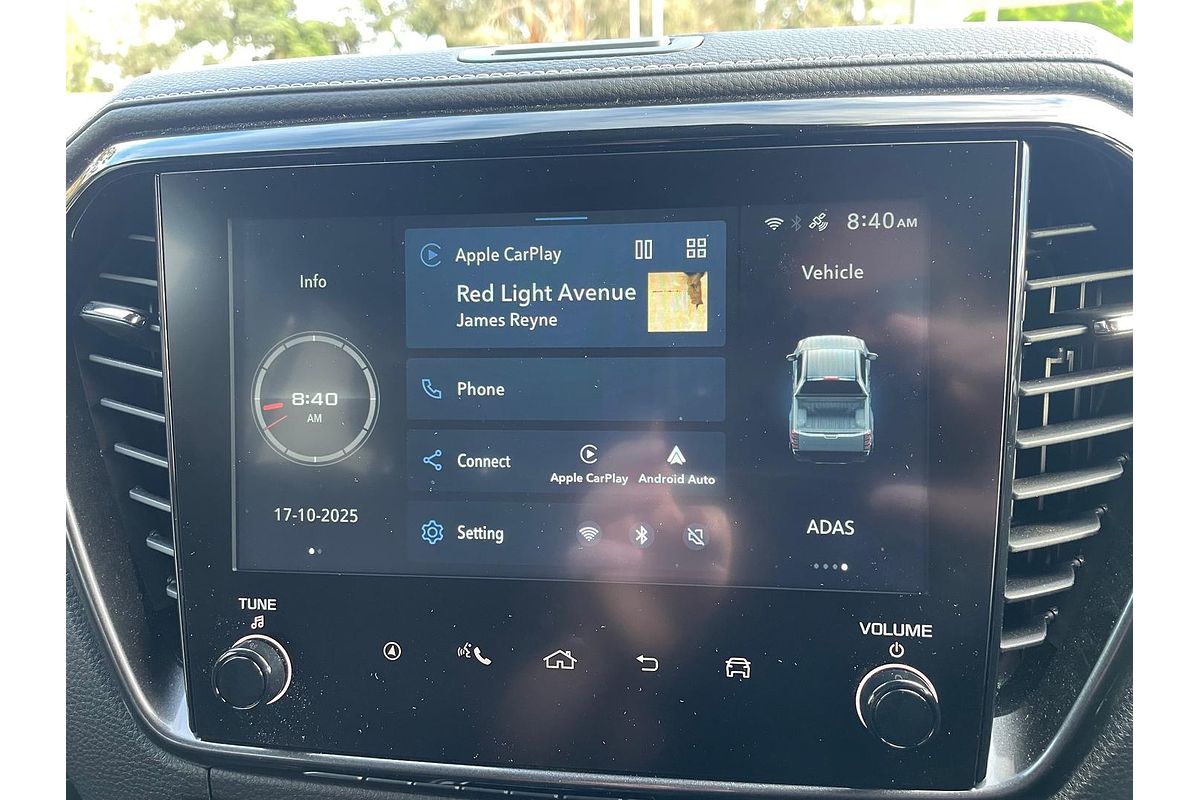 8:40 AM
Apple CarPlay
Info
Vehicle
Red Light Avenue
James Reyne
8:40
AM
Phone
Connect
Apple CarPlay
Android Auto
17-10-2025
Setting
ADAS
TUNE
VOLUME